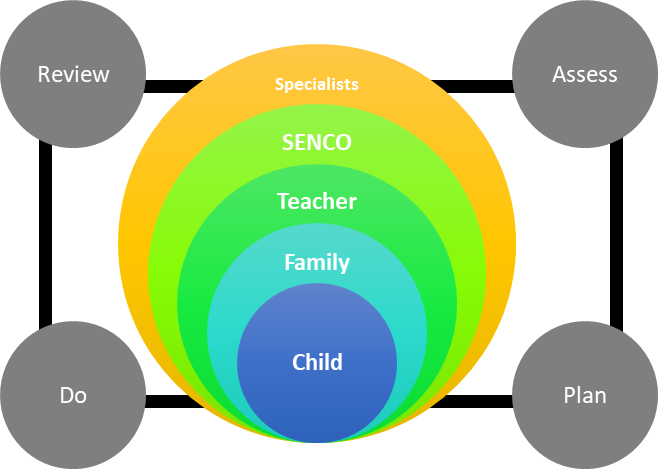 Review
Assess
Specialists
SENCO
Teacher
Family
Child
Do
Plan